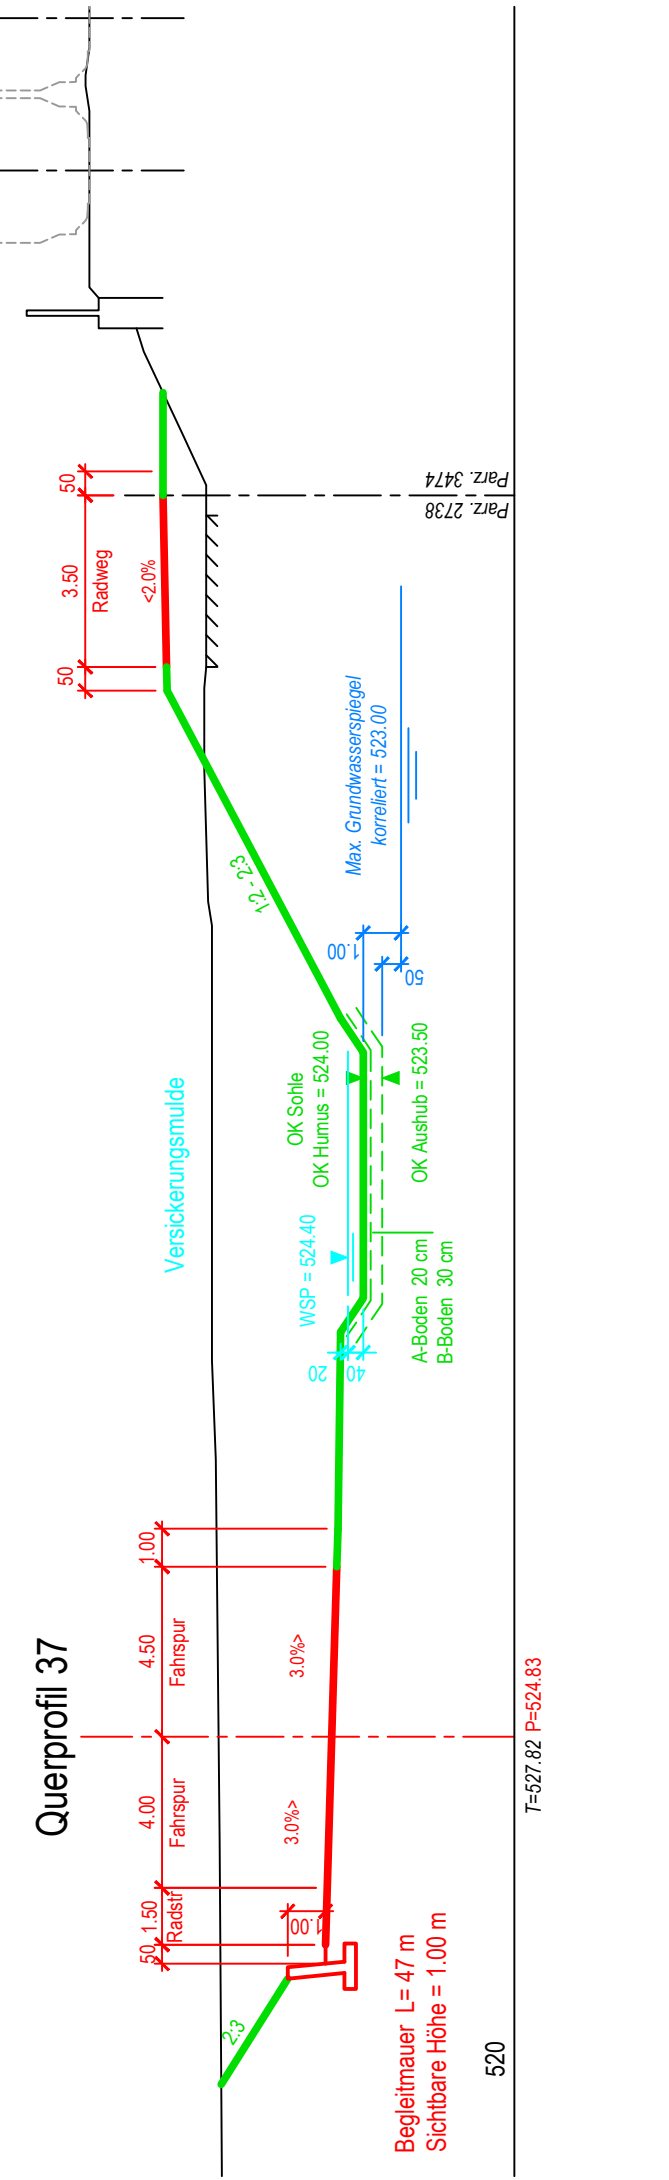 Querprofil 37
50
1.50
Radstr
4.00
Fahrspur
4.50
Fahrspur
1.00
3.0%>
3.0%>
1.00
2:3
Begleitmauer L= 47 m
Sichtbare Höhe = 1.00 m
520
T=527.82 P=524.83
Versickerungsmulde
WSP = 524.40
20
40
OK Sohle
OK Humus = 524.00
OK Aushub = 523.50
A-Boden 20 cm
B-Boden 30 cm
1:2 - 2:3
1.00
50
Max. Grundwasserspiegel
korreliert = 523.00
50
3.50
Radweg
50
<2.0%
Parz. 2738
Parz. 3474